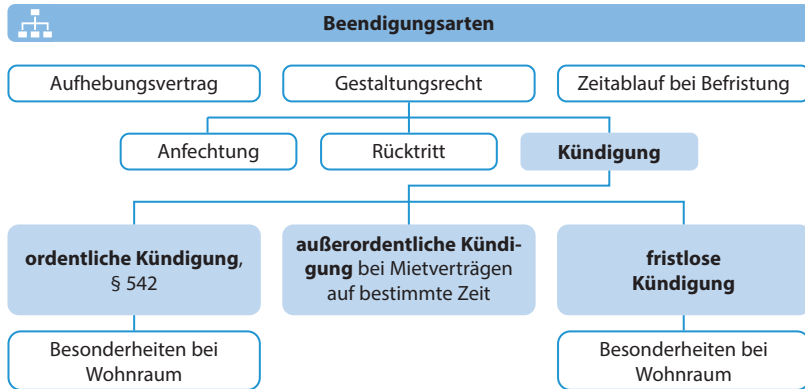 Beendigungsarten
Aufhebungsvertrag
Gestaltungsrecht
Zeitablauf bei Befristung
Anfechtung
Rücktritt
Kündigung
ordentliche Kündigung,
§ 542
außerordentliche Kündi-
gung bei Mietverträgen
auf bestimmte Zeit
fristlose
Kündigung
Besonderheiten bei
Wohnraum
Besonderheiten bei
Wohnraum